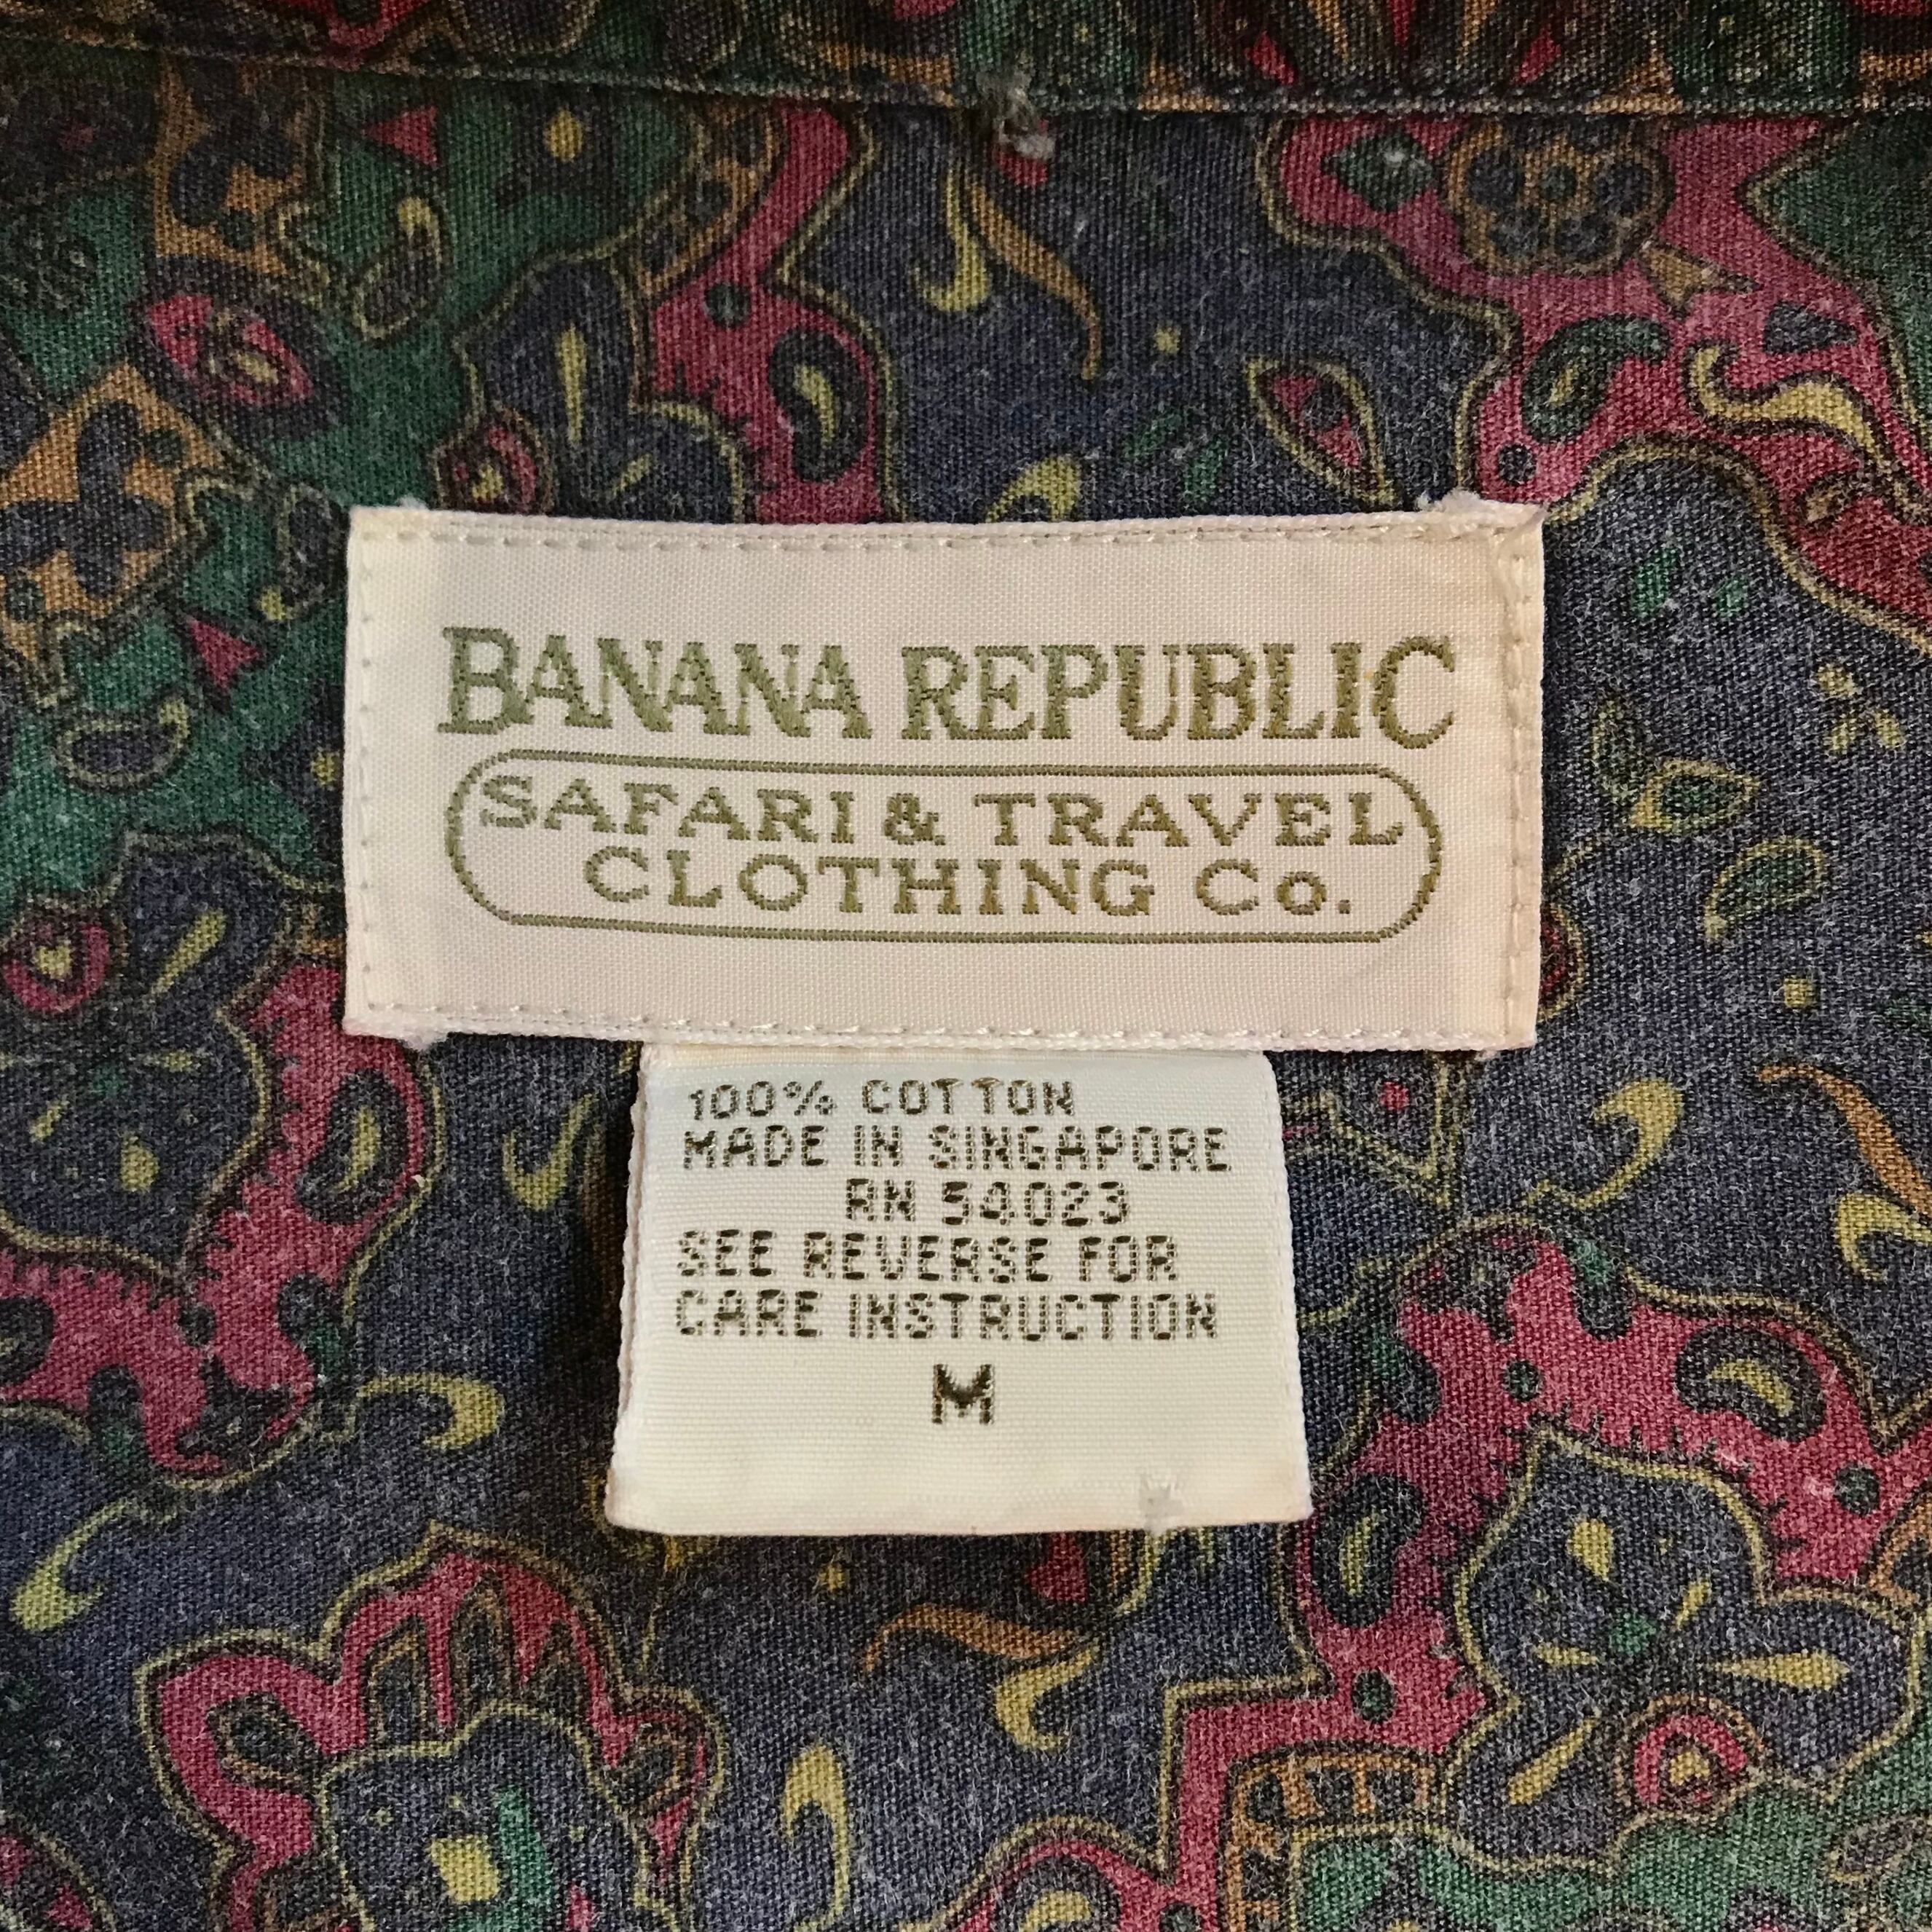 BANANA REPUBLIC
SAFARI & TRAVEL
CLOTHING Co.
100% COTTON
MADE IN SINGAPORE
RN 54023
SEE REVERSE FOR
CARE INSTRUCTION
M